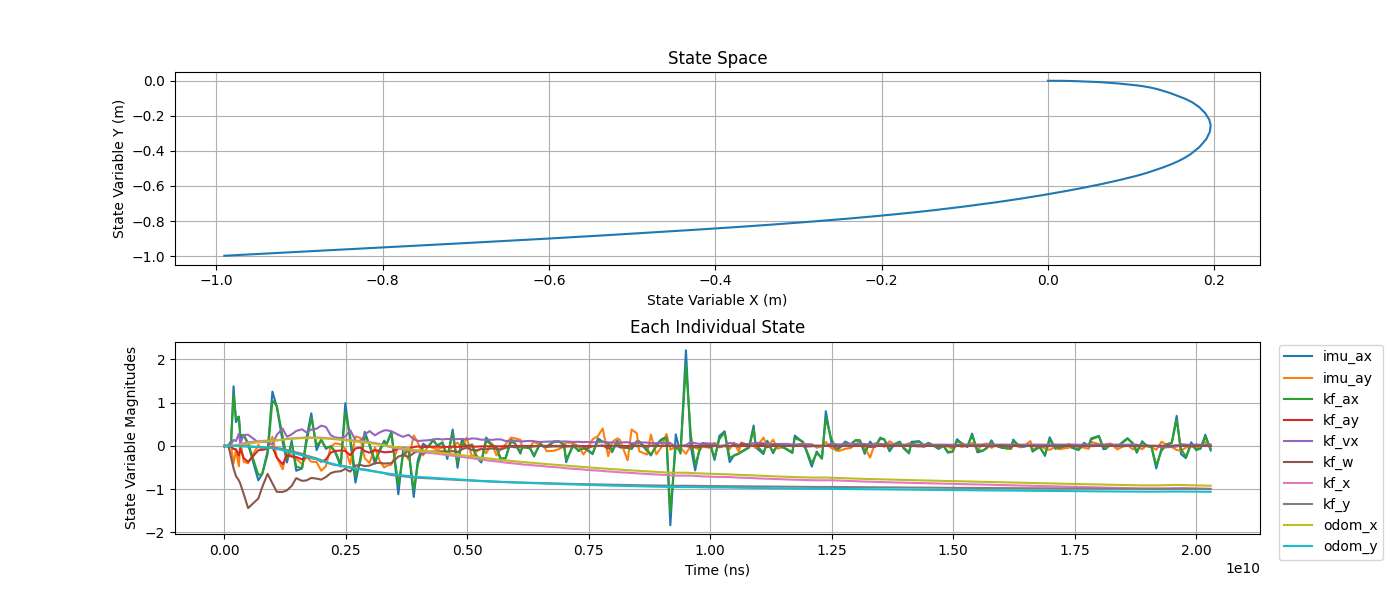 State Space
State Variable Y (m)
0.0
−0.2
−0.4
−0.6
−0.8
−1.0
−1.0
−0.8
−0.6
−0.4
−0.2
0.0
0.2
State Variable X (m)
Each Individual State
State Variable Magnitudes
2
1
0
−1
−2
0.00
0.25
0.50
0.75
1.00
1.25
1.50
1.75
2.00
1e10
Time (ns)
imu_ax
imu_ay
kf_ax
kf_ay
kf_vx
kf_w
kf_x
kf_y
odom_x
odom_y